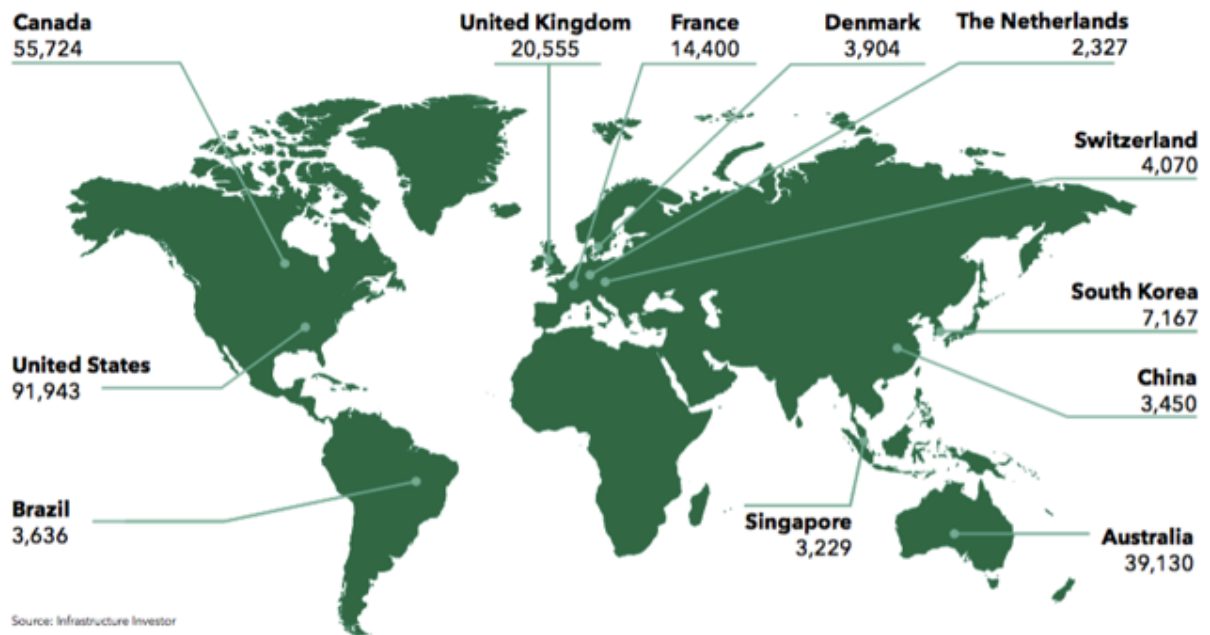 Canada
55,724
United Kingdom
20,555
France
14,400
Denmark
3,904
The Netherlands
2,327
Switzerland
4,070
South Korea
7,167
United States
91,943
China
3,450
Brazil
3,636
Singapore
3,229
Australia
39,130
Source: Infrastructure Investor